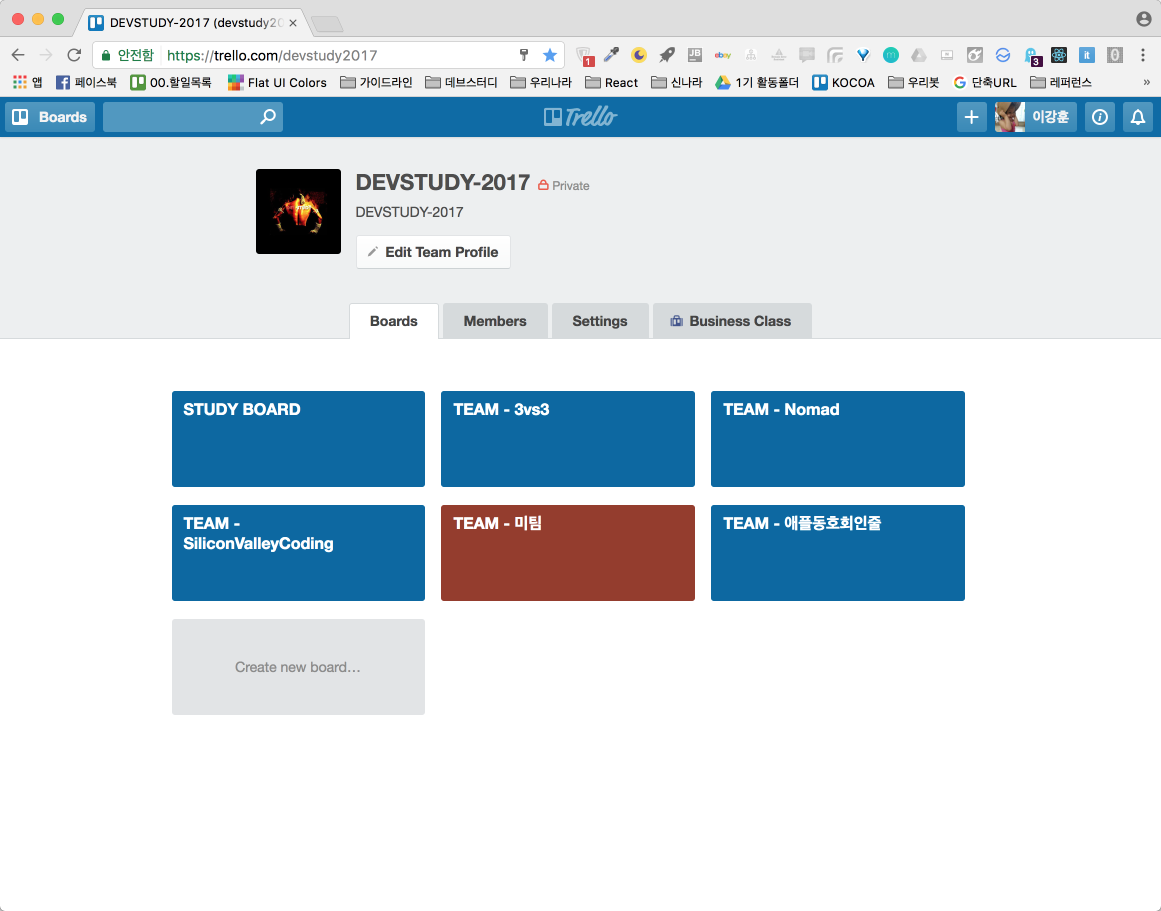 DEVSTUDY-2017 (devstudy20
안전함 https://trello.com/devstudy2017
1
JB
ebay
3
it
앱 페이스북 00.할일목록 Flat UI Colors 가이드라인 데브스터디 우리나라 React 신나라 1기 활동폴더 KOCOA 우리봇 단축URL 레퍼런스 »
Boards Trello 이강훈
DEVSTUDY-2017 Private
DEVSTUDY-2017
Edit Team Profile
Boards Members Settings Business Class
STUDY BOARD TEAM - 3vs3 TEAM - Nomad
TEAM -
SiliconValleyCoding
TEAM - 미팀 TEAM - 애플동호회인줄
Create new board…